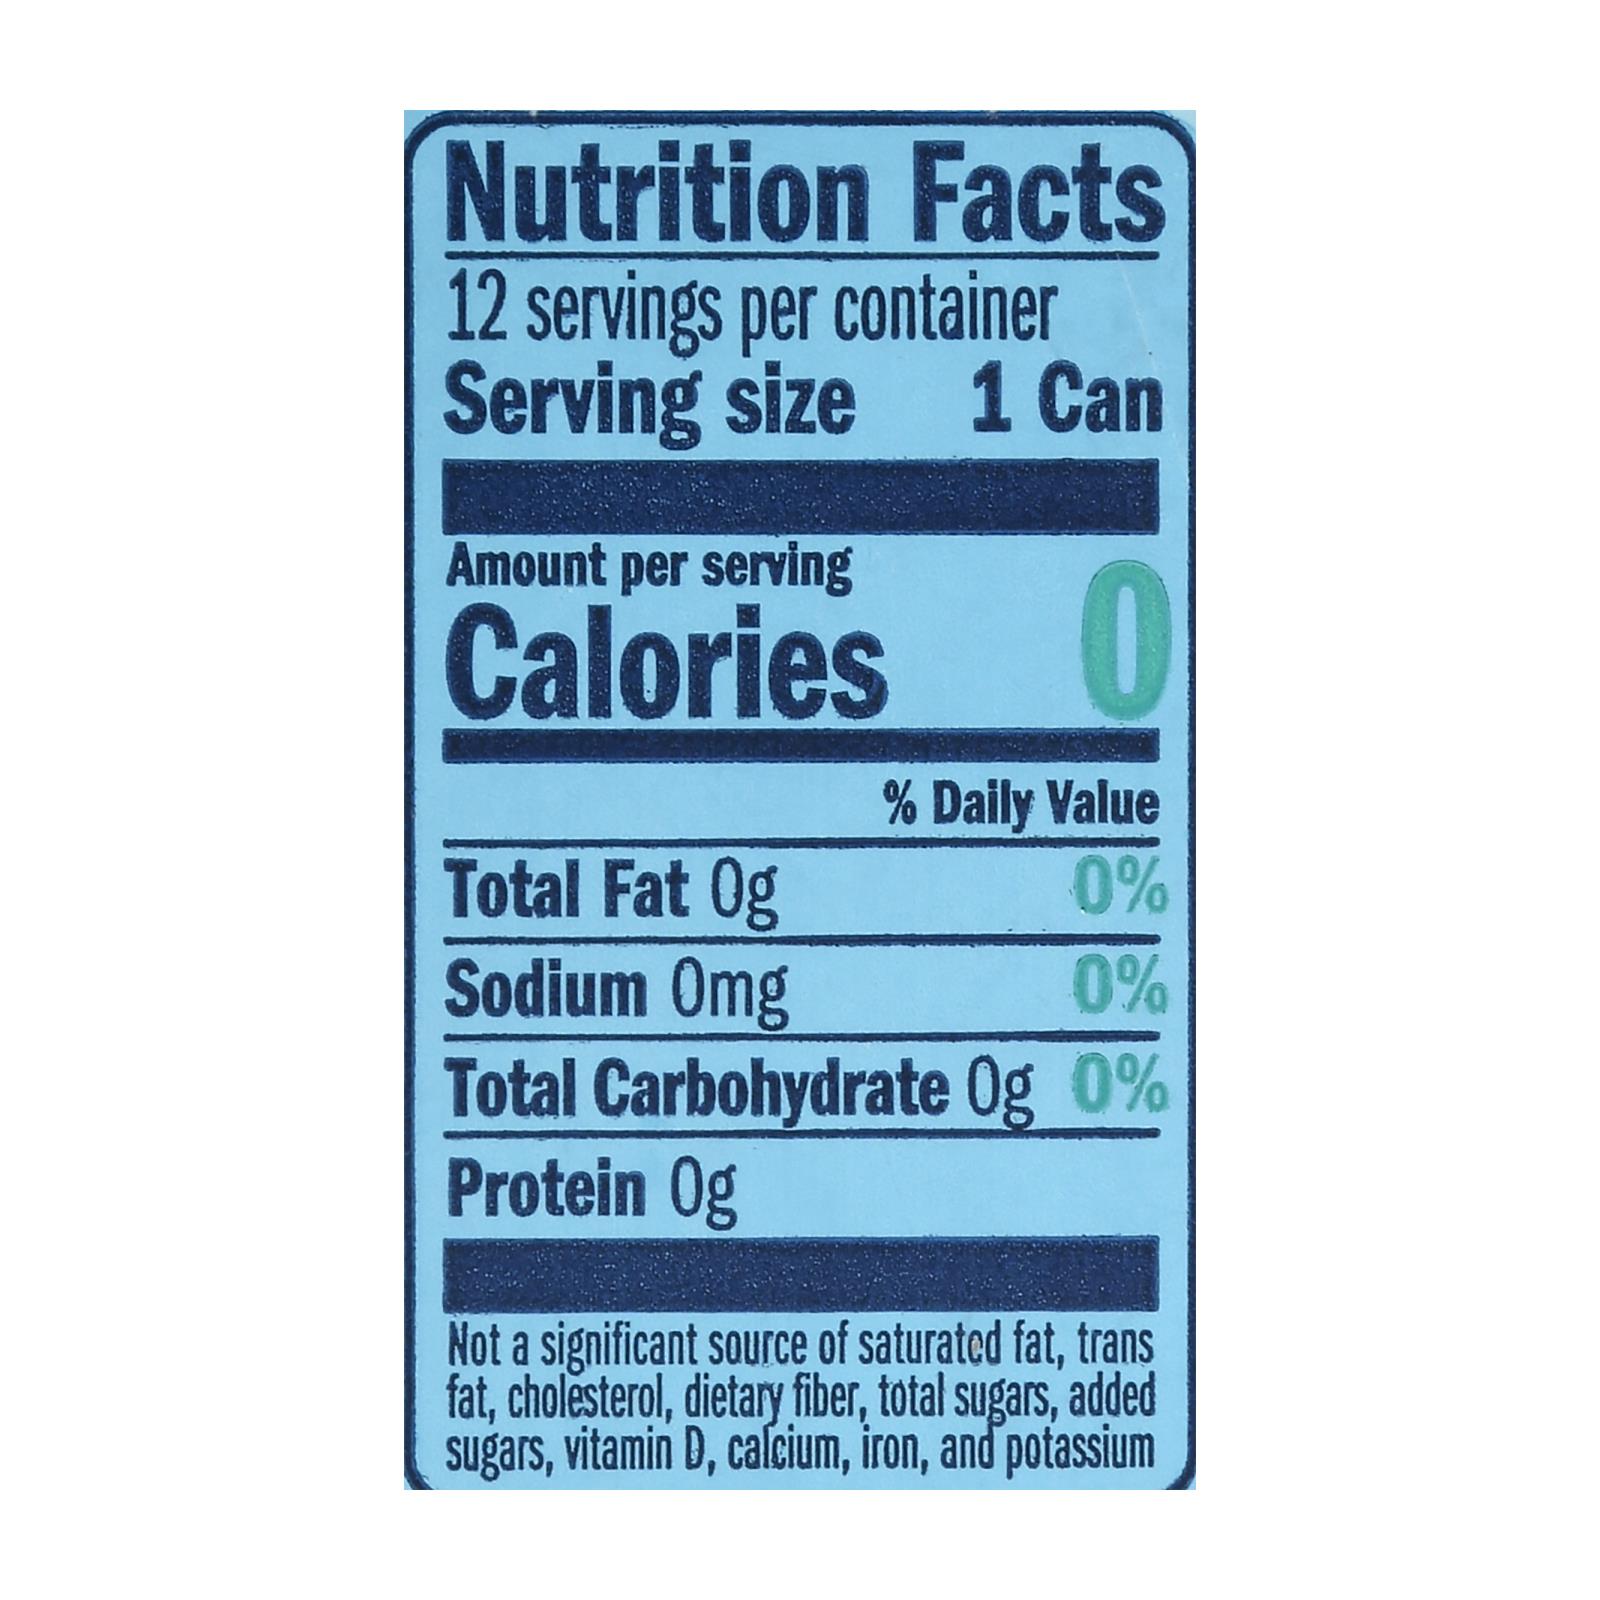 Nutrition Facts
12 servings per container
Serving size 1 Can
Amount per serving
Calories 0
% Daily Value
Total Fat 0g 0%
Sodium 0mg 0%
Total Carbohydrate 0g 0%
Protein 0g
Not a significant source of saturated fat, trans
fat, cholesterol, dietary fiber, total sugars, added
sugars, vitamin D, calcium, iron, and potassium